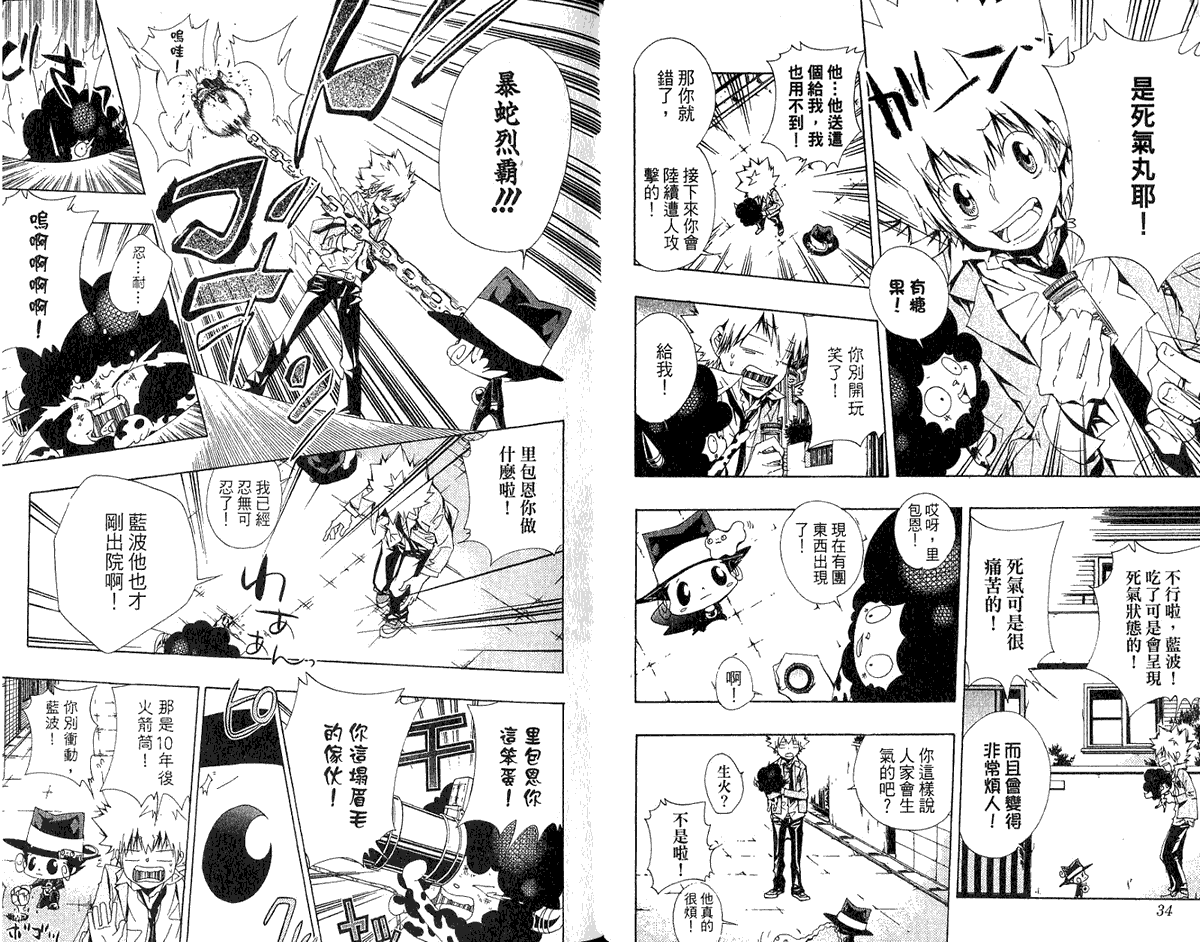 是死氣丸耶！
ガーン
有糖
果！
他…他送這
個給我，我
也用不到！
那你就
錯了，
接下來你會
陸續遭人攻
擊的！
你別開玩
笑了！
給我！
不行啦，藍波！
吃了可是會呈現
死氣狀態的！
死氣可是很
痛苦的！
而且會變得
非常煩人！
哎呀，里
包恩！
現在有團
東西出現
了！
啊！
你這樣說
人家會生
氣的吧？
生火？
不是啦！
他真的
很煩！
34
暴蛇烈霸！！！
嗚哇！
忍…耐…
嗚啊啊啊啊！
里包恩你做
什麼啦！
我已經
忍無可
忍了！
藍波他也才
剛出院啊！
わぁぁんっ
里包恩你
這笨蛋！
你這塌眉毛
的傢伙！
那是10年後
火箭筒！
你別衝動，
藍波！